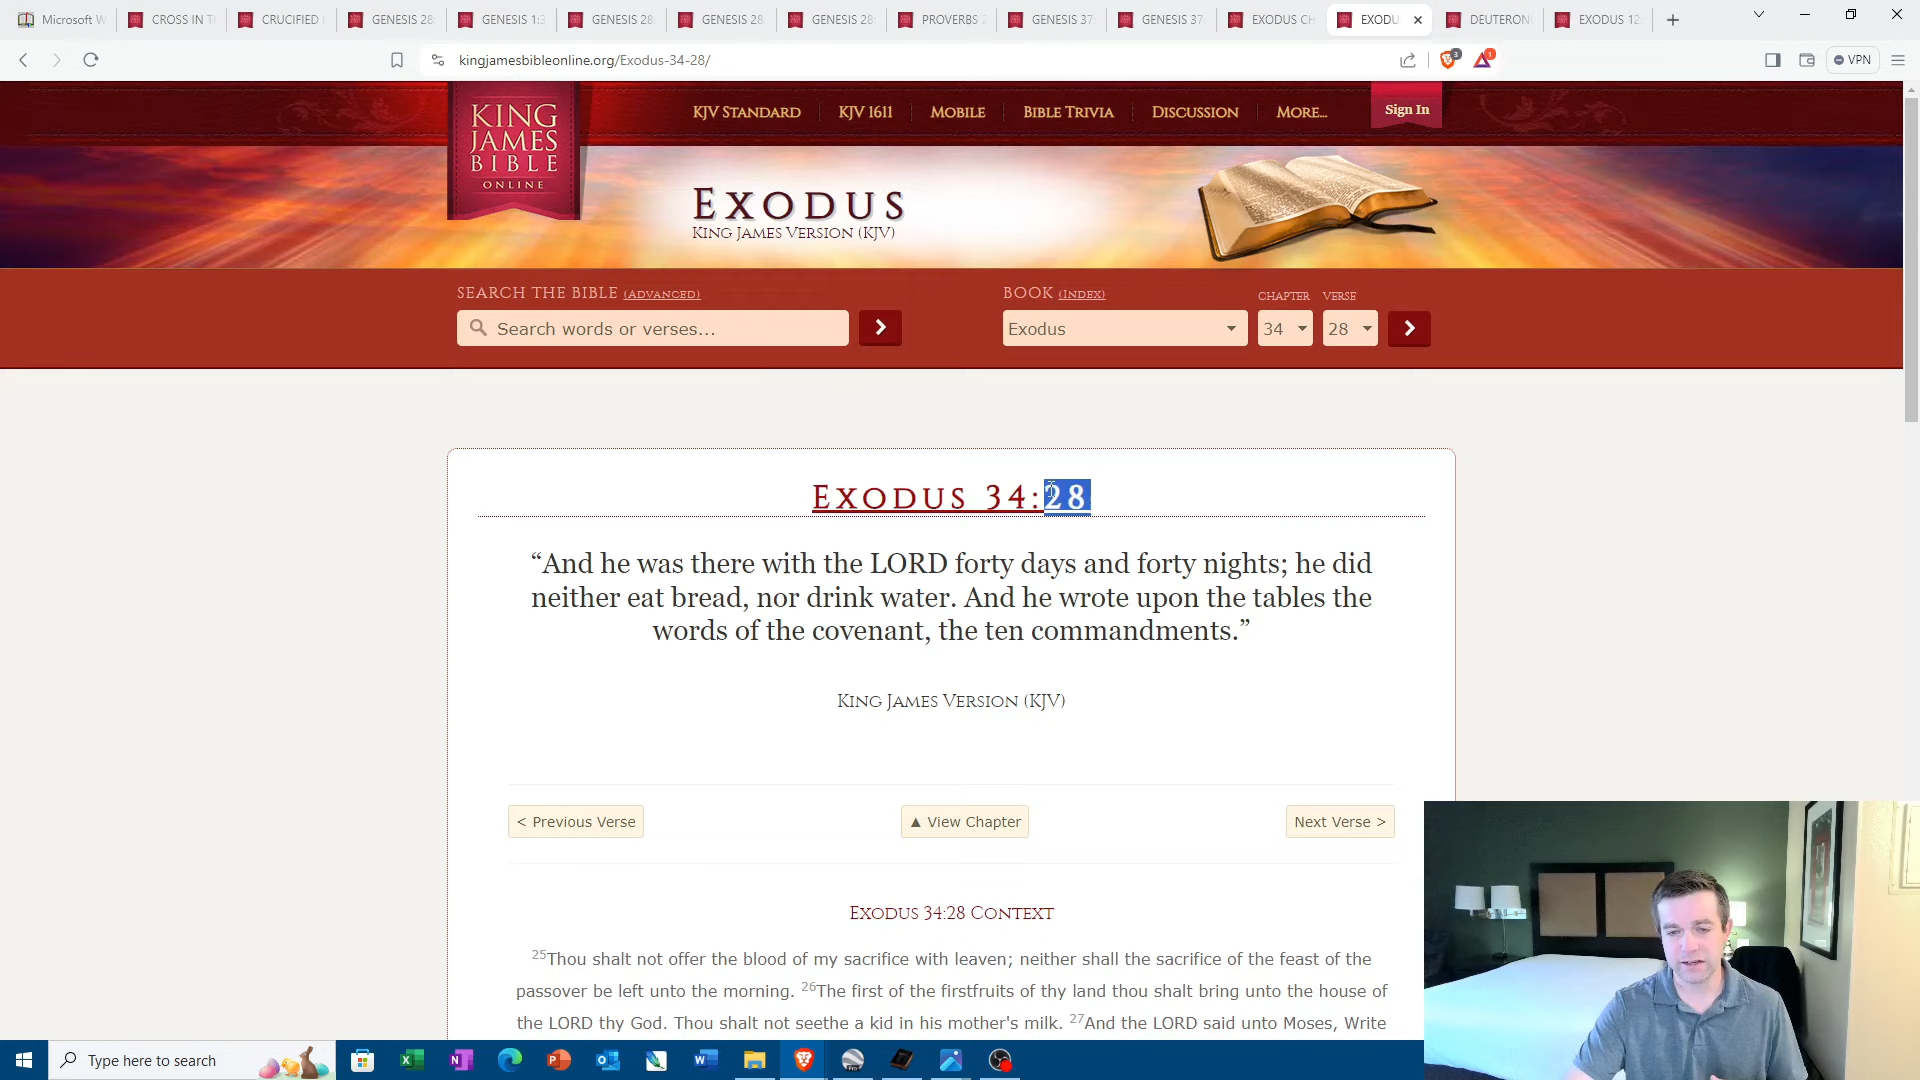 Microsoft W
CROSS IN T
CRUCIFIED
GENESIS 28
GENESIS 1:3
GENESIS 28
GENESIS 28
GENESIS 28
PROVERBS 2
GENESIS 37
GENESIS 37
EXODUS CH
EXODU
DEUTERON
EXODUS 12
kingjamesbibleonline.org/Exodus-34-28/
3
1
VPN
KING
JAMES
BIBLE
ONLINE
KJV STANDARD
KJV 1611
MOBILE
BIBLE TRIVIA
DISCUSSION
MORE...
Sign In
EXODUS
KING JAMES VERSION (KJV)
SEARCH THE BIBLE (ADVANCED)
Search words or verses...
BOOK (INDEX)
CHAPTER
VERSE
Exodus
34
28
EXODUS 34:28
“And he was there with the LORD forty days and forty nights; he did
neither eat bread, nor drink water. And he wrote upon the tables the
words of the covenant, the ten commandments.”
KING JAMES VERSION (KJV)
< Previous Verse
▲ View Chapter
Next Verse >
EXODUS 34:28 CONTEXT
25Thou shalt not offer the blood of my sacrifice with leaven; neither shall the sacrifice of the feast of the
passover be left unto the morning. 26The first of the firstfruits of thy land thou shalt bring unto the house of
the LORD thy God. Thou shalt not seethe a kid in his mother's milk. 27And the LORD said unto Moses, Write
Type here to search